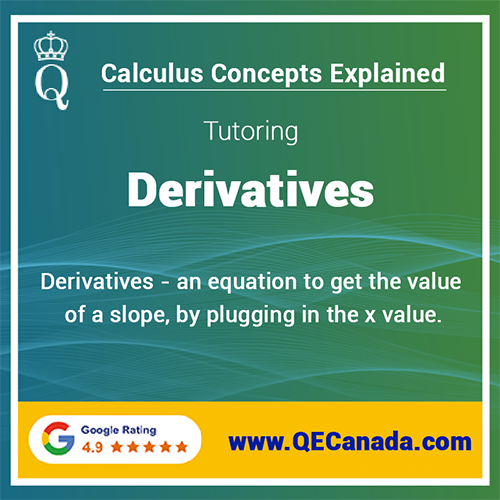 Q
Calculus Concepts Explained
Tutoring
Derivatives
Derivatives - an equation to get the value
of a slope, by plugging in the x value.
G
Google Rating
4.9
www.QECanada.com